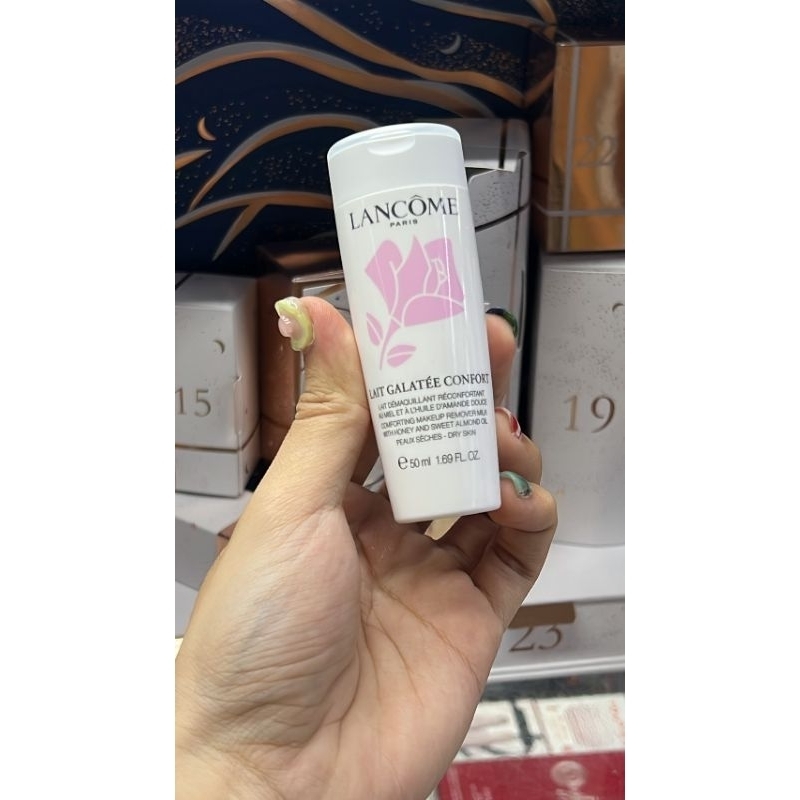 LANCÔME
PARIS
LAIT GALATÉE CONFORT
LAIT DÉMAQUILLANT RÉCONFORTANT
AU MIEL ET À L'HUILE D'AMANDE DOUCE
COMFORTING MAKEUP REMOVER MILK
WITH HONEY AND SWEET ALMOND OIL
PEAUX SÈCHES - DRY SKIN
e 50 ml 1.69 FL. OZ.
22
15
19
23